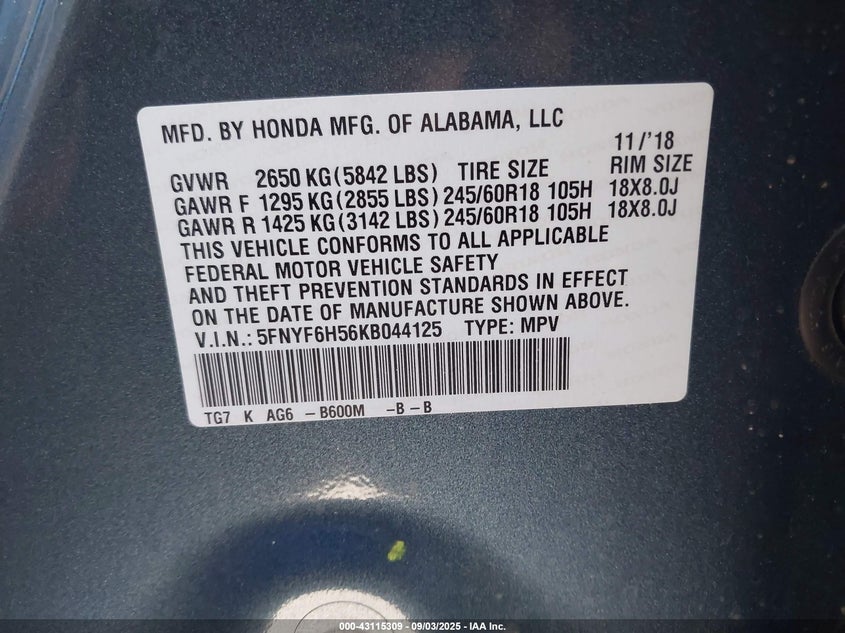 MFD. BY HONDA MFG. OF ALABAMA, LLC 11/'18
GVWR 2650 KG(5842 LBS) TIRE SIZE RIM SIZE
GAWR F 1295 KG(2855 LBS) 245/60R18 105H 18X8.0J
GAWR R 1425 KG(3142 LBS) 245/60R18 105H 18X8.0J
THIS VEHICLE CONFORMS TO ALL APPLICABLE
FEDERAL MOTOR VEHICLE SAFETY
AND THEFT PREVENTION STANDARDS IN EFFECT
ON THE DATE OF MANUFACTURE SHOWN ABOVE.
V.I.N.: 5FNYF6H56KB044125 TYPE: MPV
TG7 K AG6 -B600M -B-B
000-43115309 - 09/03/2025 - IAA Inc.